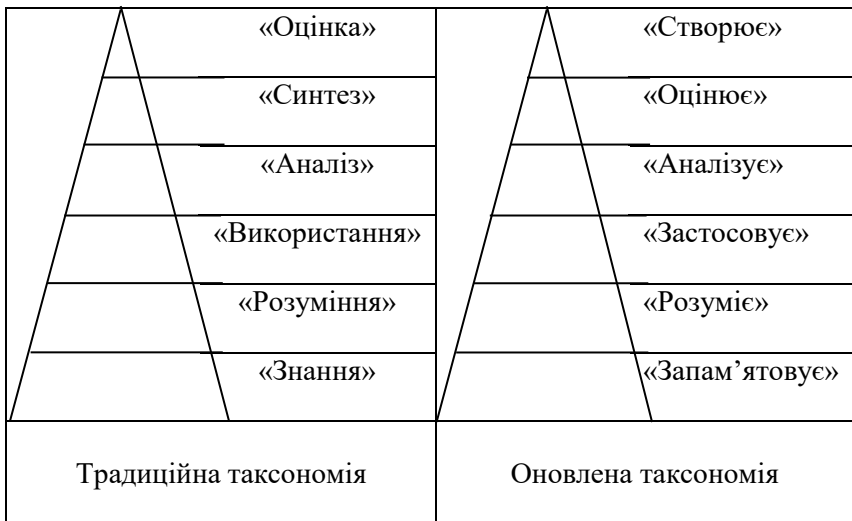 «Оцінка»
«Синтез»
«Аналіз»
«Використання»
«Розуміння»
«Знання»
Традиційна таксономія
«Створює»
«Оцінює»
«Аналізує»
«Застосовує»
«Розуміє»
«Запам’ятовує»
Оновлена таксономія